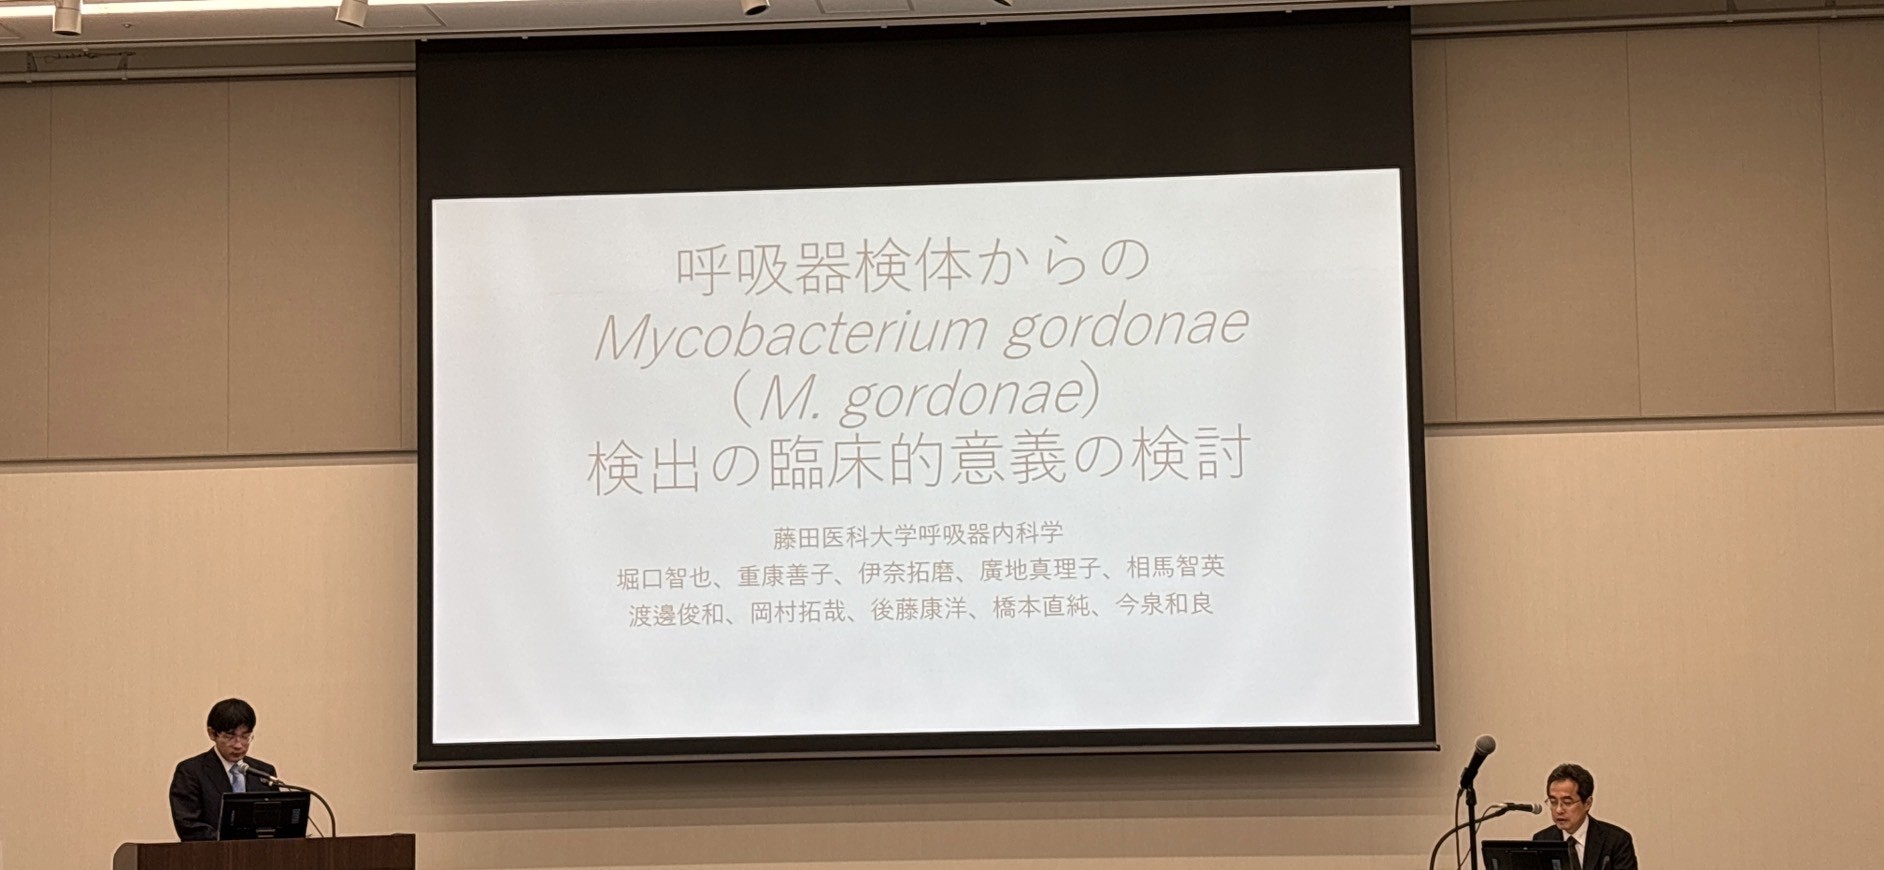 呼吸器検体からの
Mycobacterium gordonae
（M. gordonae）
検出の臨床的意義の検討
藤田医科大学呼吸器内科学
堀口智也、重康善子、伊奈拓磨、廣地真理子、相馬智英
渡邊俊和、岡村拓哉、後藤康洋、橋本直純、今泉和良